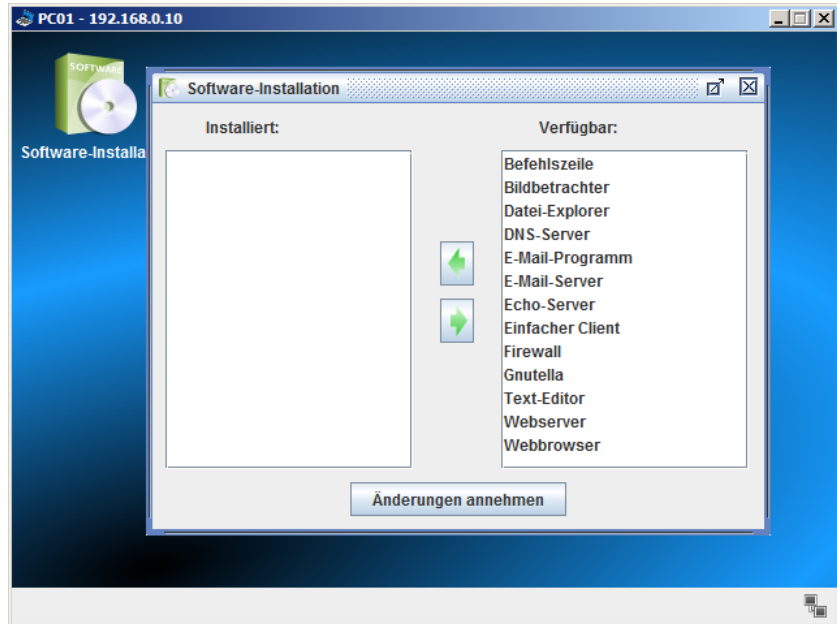 PC01 - 192.168.0.10
SOFTWARE
Software-Installa
Software-Installation
Installiert:
Verfügbar:
Befehlszeile
Bildbetrachter
Datei-Explorer
DNS-Server
E-Mail-Programm
E-Mail-Server
Echo-Server
Einfacher Client
Firewall
Gnutella
Text-Editor
Webserver
Webbrowser
Änderungen annehmen